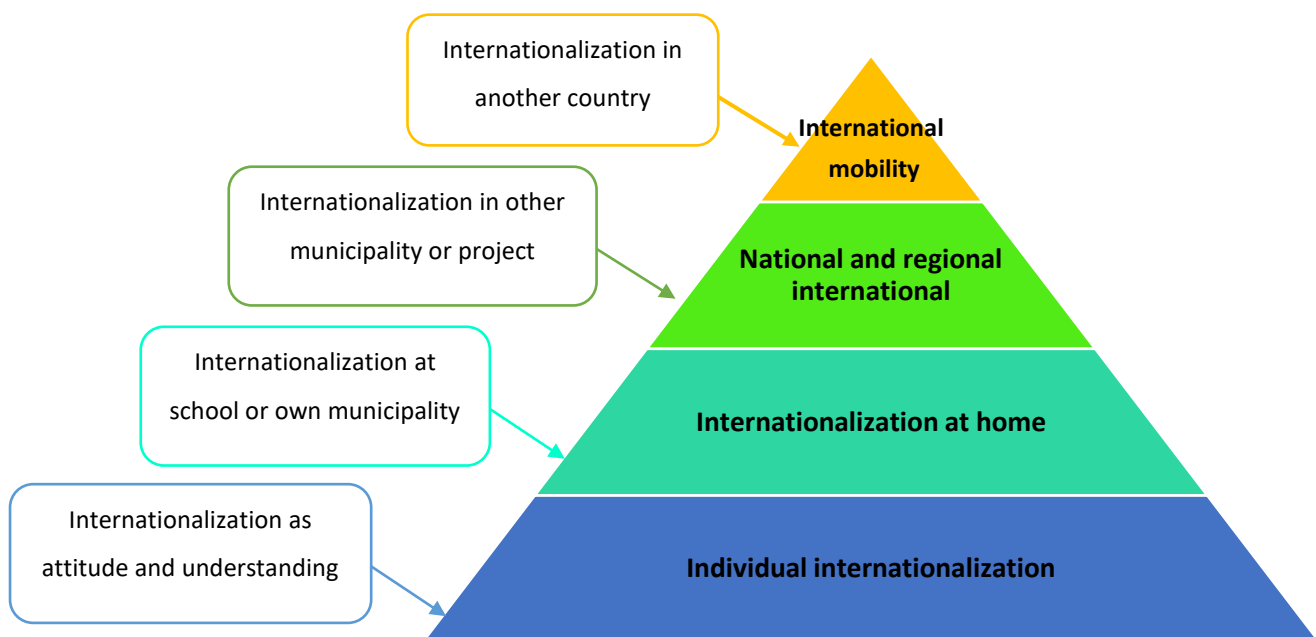 Internationalization in
another country
International
mobility
Internationalization in other
municipality or project
National and regional
international
Internationalization at
school or own municipality
Internationalization at home
Internationalization as
attitude and understanding
Individual internationalization